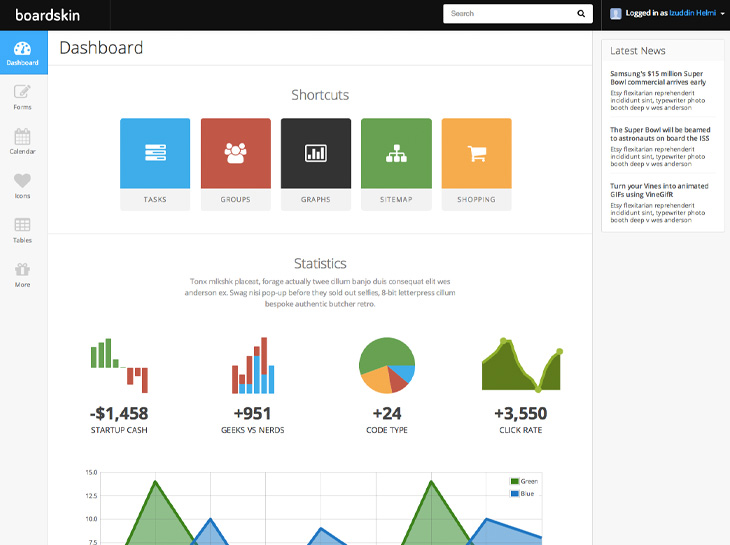 boardskin
Search
Logged in as Izuddin Helmi
Dashboard
Forms
Calendar
Icons
Tables
More
Dashboard
Shortcuts
TASKS
GROUPS
GRAPHS
SITEMAP
SHOPPING
Statistics
Tonx mlkshk placeat, forage actually twee cillum banjo duis consequat elit wes
anderson ex. Swag nisi pop-up before they sold out selfies, 8-bit letterpress cillum
bespoke authentic butcher retro.
-$1,458
STARTUP CASH
+951
GEEKS VS NERDS
+24
CODE TYPE
+3,550
CLICK RATE
15.0
12.5
10.0
7.5
Green
Blue
Latest News
Samsung's $15 million Super
Bowl commercial arrives early
Etsy flexitarian reprehenderit
incididunt sint, typewriter photo
booth deep v wes anderson
The Super Bowl will be beamed
to astronauts on board the ISS
Etsy flexitarian reprehenderit
incididunt sint, typewriter photo
booth deep v wes anderson
Turn your Vines into animated
GIFs using VineGifR
Etsy flexitarian reprehenderit
incididunt sint, typewriter photo
booth deep v wes anderson